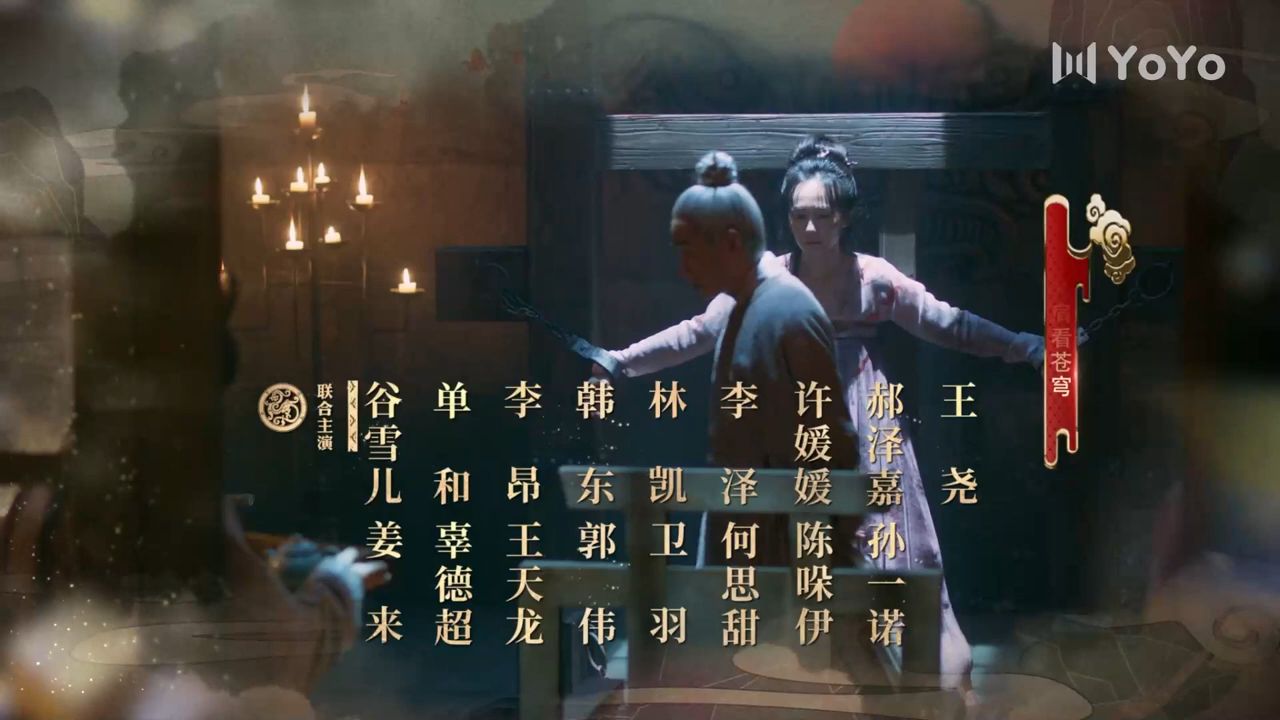 YoYo
看苍穹
联合主演
谷雪儿
单和
李昂
韩东
林凯
李泽
许媛媛
郝泽嘉
王尧
姜来
辜德超
王天龙
郭伟
卫羽
何思甜
陈哚伊
孙一诺